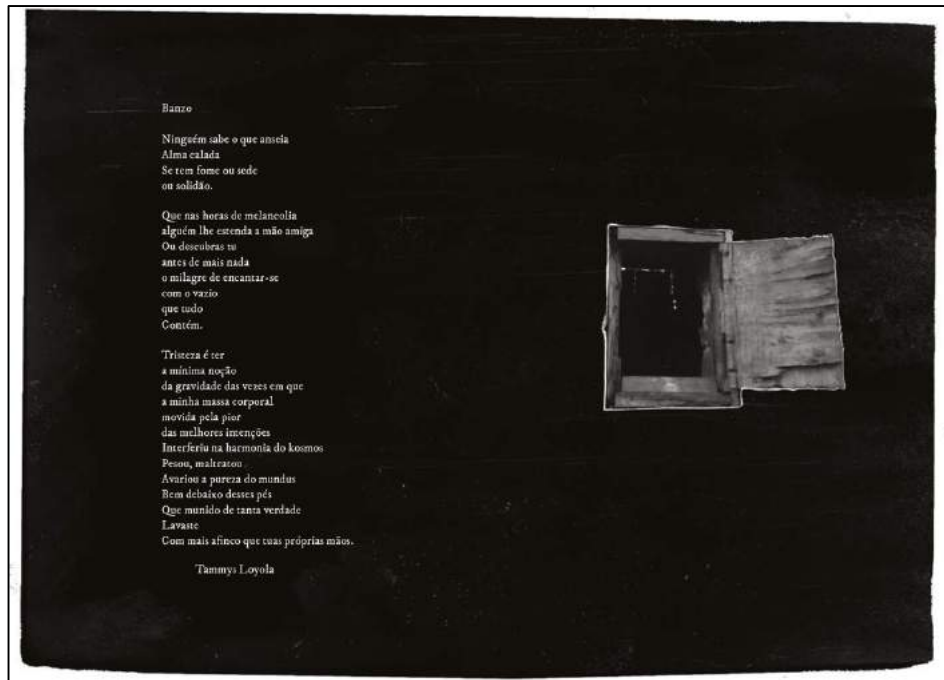 Banzo
Ninguém sabe o que anseia
Alma calada
Se tem fome ou sede
ou solidão.
Que nas horas de melancolia
alguém lhe estenda a mão amiga
Ou descubras tu
antes de mais nada
o milagre de encantar-se
com o vazio
que tudo
Contém.
Tristeza é ter
a mínima noção
da gravidade das vezes em que
a minha massa corporal
movida pela pior
das melhores intenções
Interferiu na harmonia do kosmos
Pesou, maltratou
Avariou a pureza do mundus
Bem debaixo desses pés
Que munido de tanta verdade
Lavaste
Com mais afinco que tuas próprias mãos.
Tammys Loyola